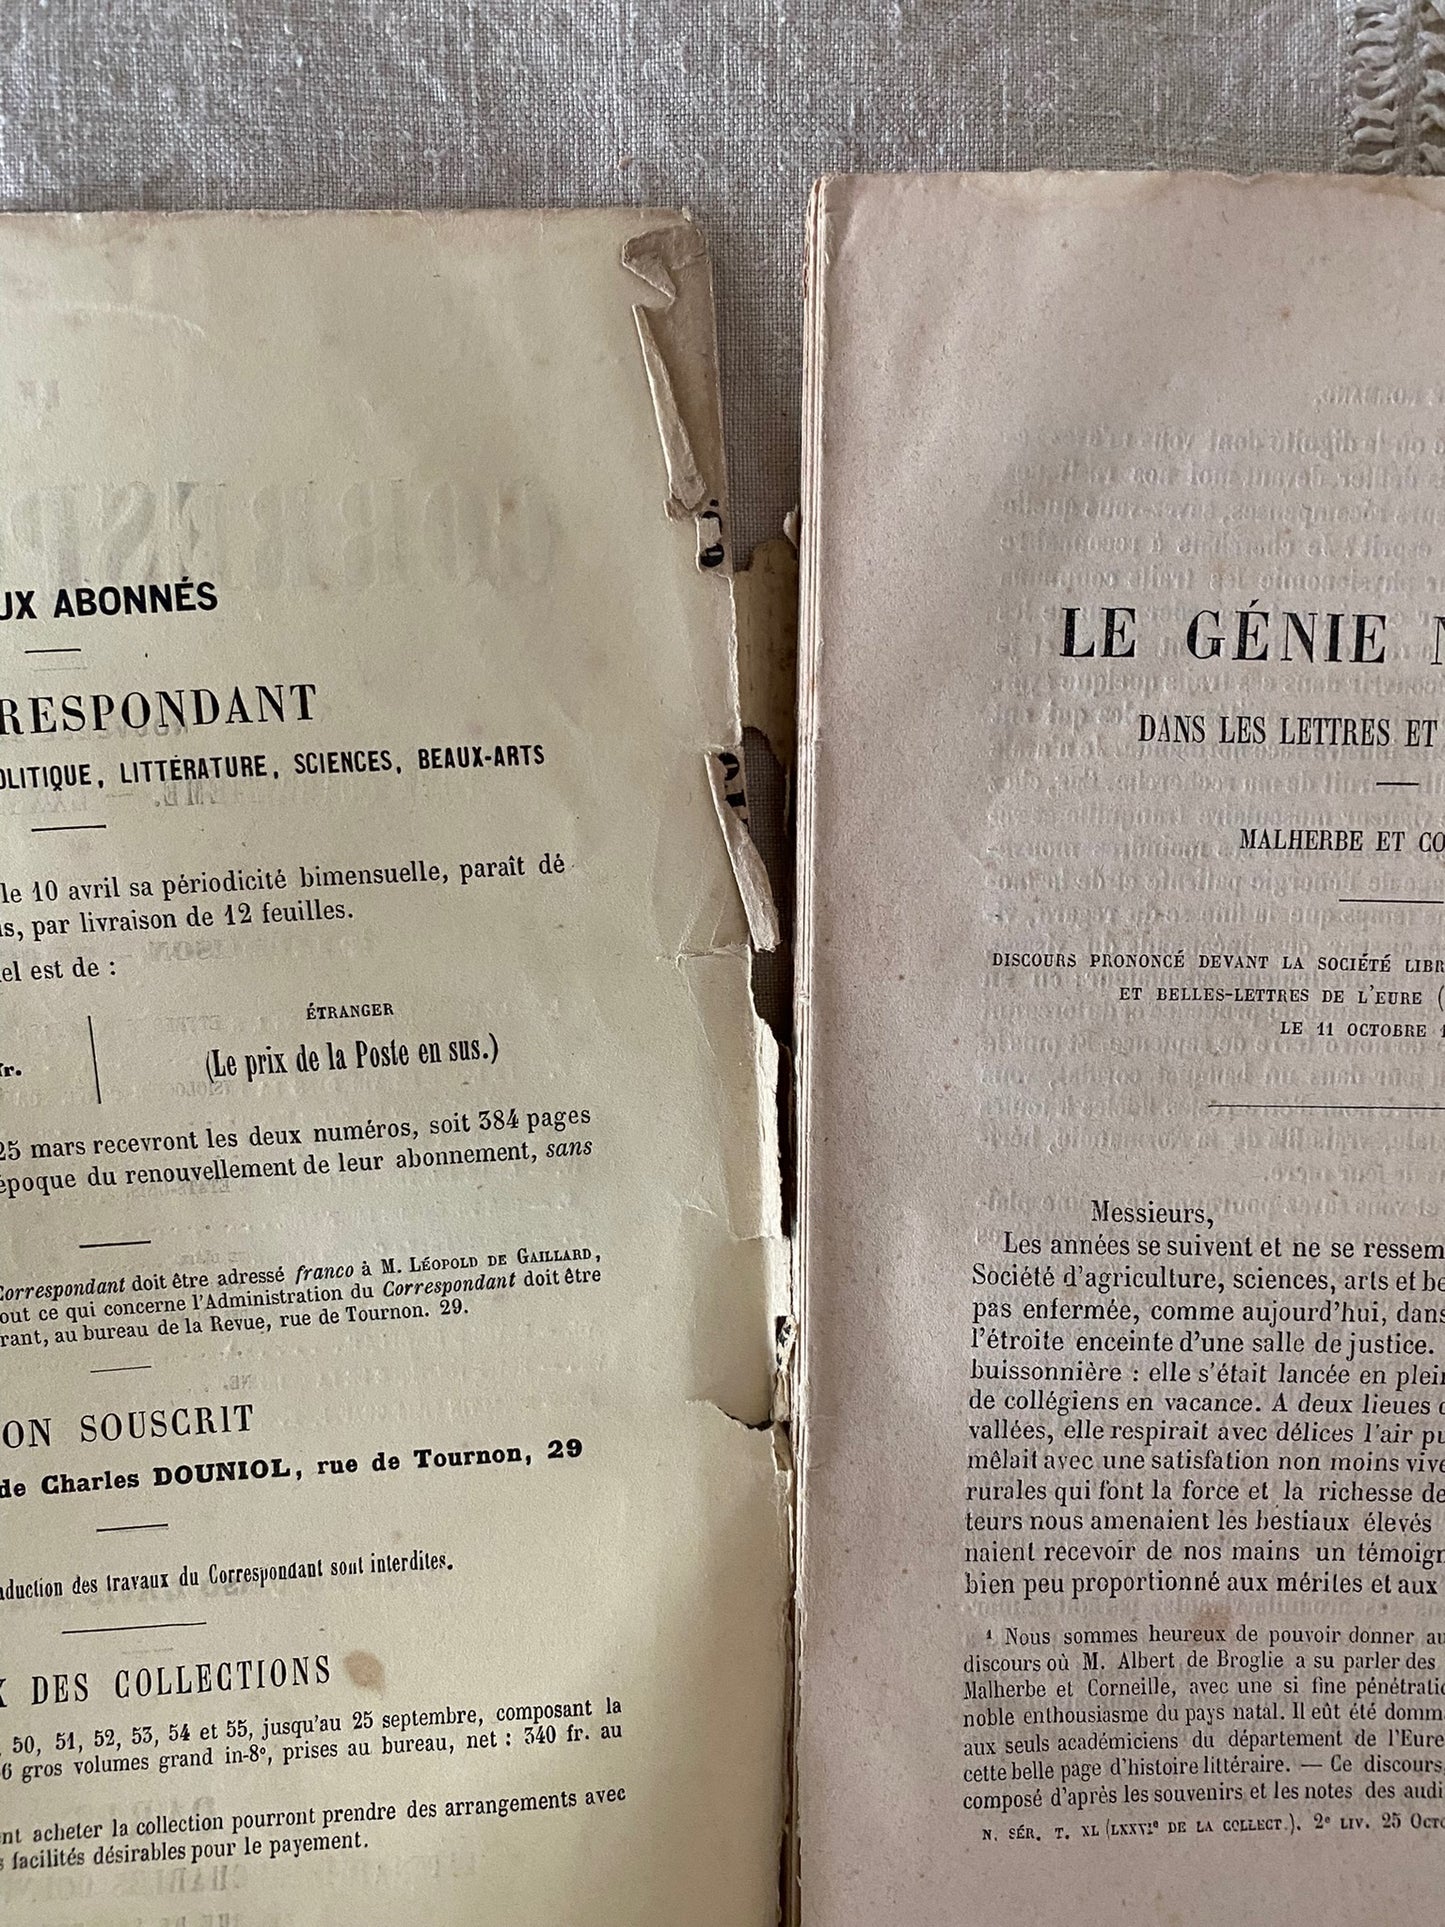 UX ABONNÉS
RESPONDANT
OLITIQUE, LITTÉRATURE, SCIENCES, BEAUX-ARTS
le 10 avril sa périodicité bimensuelle, paraît dé
is, par livraison de 12 feuilles.
el est de :
ÉTRANGER
fr.
(Le prix de la Poste en sus.)
25 mars recevront les deux numéros, soit 384 pages
époque du renouvellement de leur abonnement, sans
Correspondant doit être adressé franco à M. LÉOPOLD DE GAILLARD,
out ce qui concerne l'Administration du Correspondant doit être
rant, au bureau de la Revue, rue de Tournon. 29.
ON SOUSCRIT
de Charles DOUNIOL, rue de Tournon, 29
duction des travaux du Correspondant sont interdites.
X DES COLLECTIONS
50, 51, 52, 53, 54 et 55, jusqu'au 25 septembre, composant la
6 gros volumes grand in-8°, prises au bureau, net : 340 fr. au
nt acheter la collection pourront prendre des arrangements avec
s facilités désirables pour le payement.
LE GÉNIE N
DANS LES LETTRES ET
MALHERBE ET CO
DISCOURS PRONONCÉ DEVANT LA SOCIÉTÉ LIBR
ET BELLES-LETTRES DE L'EURE (
LE 11 OCTOBRE 1
Messieurs,
Les années se suivent et ne se ressem
Société d'agriculture, sciences, arts et be
pas enfermée, comme aujourd'hui, dans
l'étroite enceinte d'une salle de justice.
buissonnière : elle s'était lancée en plein
de collégiens en vacance. A deux lieues d
vallées, elle respirait avec délices l'air pu
mêlait avec une satisfation non moins vive
rurales qui font la force et la richesse de
teurs nous amenaient les bestiaux élevés
naient recevoir de nos mains un témoign
bien peu proportionné aux mérites et aux
1 Nous sommes heureux de pouvoir donner au
discours où M. Albert de Broglie a su parler des
Malherbe et Corneille, avec une si fine pénétratio
noble enthousiasme du pays natal. Il eût été domm
aux seuls académiciens du département de l'Eure
cette belle page d'histoire littéraire. — Ce discours,
composé d'après les souvenirs et les notes des audi
N. SÉR. T. XL (LXXVIe DE LA COLLECT.). 2e LIV. 25 OCTO